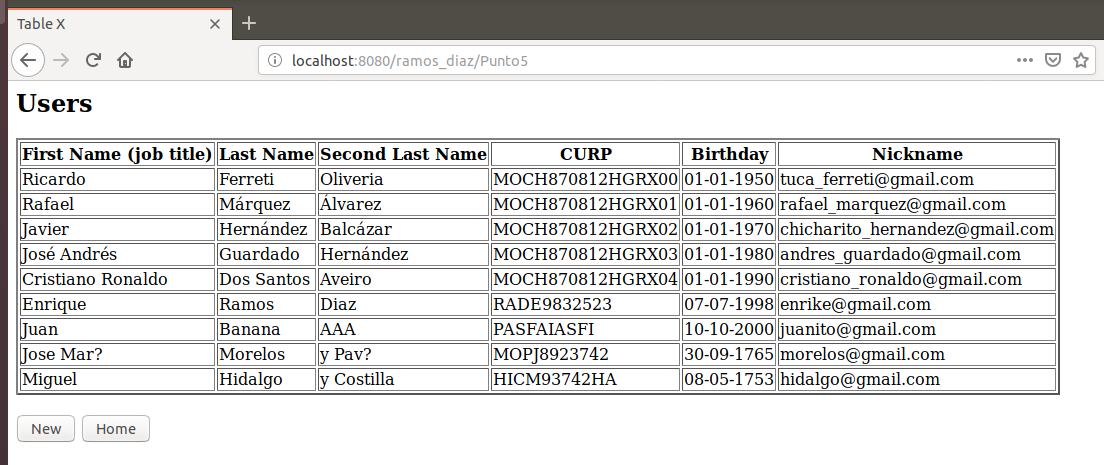 Table X
localhost:8080/ramos_diaz/Punto5
Users
First Name (job title) Last Name Second Last Name CURP Birthday Nickname
Ricardo Ferreti Oliveria MOCH870812HGRX00 01-01-1950 tuca_ferreti@gmail.com
Rafael Márquez Álvarez MOCH870812HGRX01 01-01-1960 rafael_marquez@gmail.com
Javier Hernández Balcázar MOCH870812HGRX02 01-01-1970 chicharito_hernandez@gmail.com
José Andrés Guardado Hernández MOCH870812HGRX03 01-01-1980 andres_guardado@gmail.com
Cristiano Ronaldo Dos Santos Aveiro MOCH870812HGRX04 01-01-1990 cristiano_ronaldo@gmail.com
Enrique Ramos Diaz RADE9832523 07-07-1998 enrike@gmail.com
Juan Banana AAA PASFAIASFI 10-10-2000 juanito@gmail.com
Jose Mar? Morelos y Pav? MOPJ8923742 30-09-1765 morelos@gmail.com
Miguel Hidalgo y Costilla HICM93742HA 08-05-1753 hidalgo@gmail.com
New Home